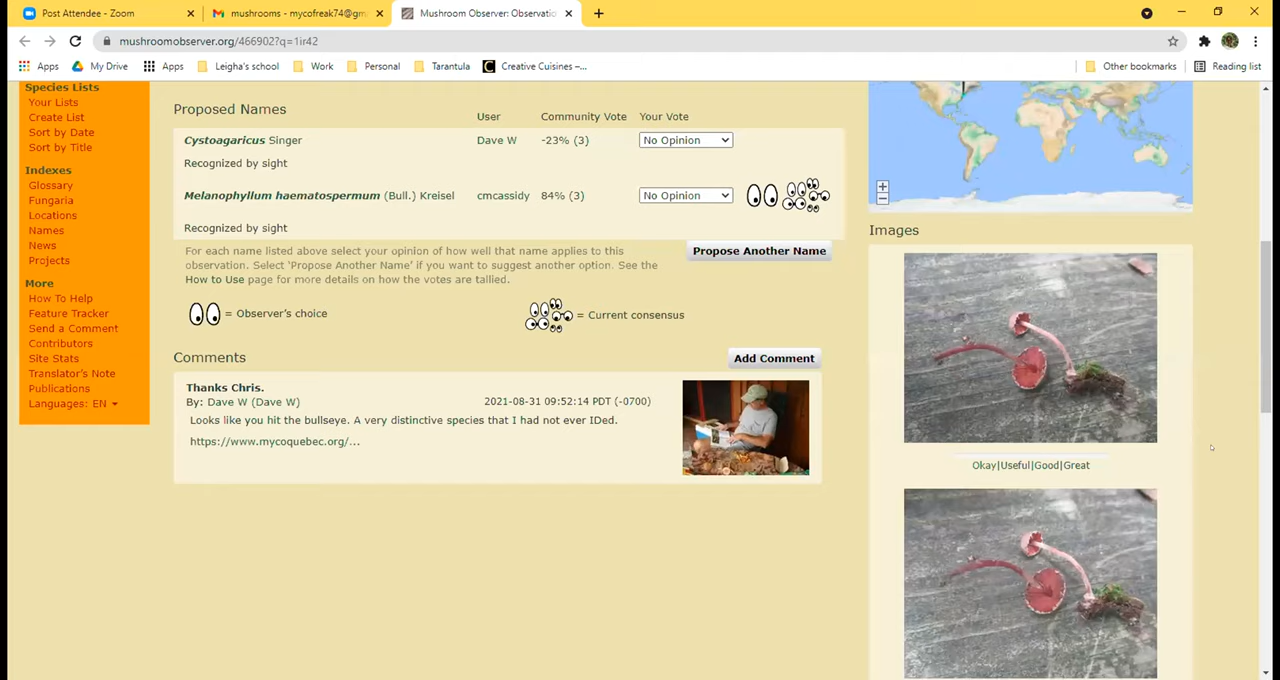 Post Attendee - Zoom
mushrooms - mycofreak74@gm
Mushroom Observer: Observatio
mushroomobserver.org/466902?q=1ir42
Apps
My Drive
Apps
Leigha's school
Work
Personal
Tarantula
Creative Cuisines –...
Other bookmarks
Reading list
Species Lists
Your Lists
Create List
Sort by Date
Sort by Title
Indexes
Glossary
Fungaria
Locations
Names
News
Projects
More
How To Help
Feature Tracker
Send a Comment
Contributors
Site Stats
Translator's Note
Publications
Languages: EN
Proposed Names
User Community Vote Your Vote
Cystoagaricus Singer Dave W -23% (3) No Opinion
Recognized by sight
Melanophyllum haematospermum (Bull.) Kreisel cmcassidy 84% (3) No Opinion
Recognized by sight
For each name listed above select your opinion of how well that name applies to this
observation. Select ‘Propose Another Name’ if you want to suggest another option. See the
How to Use page for more details on how the votes are tallied.
Propose Another Name
= Observer's choice
= Current consensus
Comments
Add Comment
Thanks Chris.
By: Dave W (Dave W) 2021-08-31 09:52:14 PDT (-0700)
Looks like you hit the bullseye. A very distinctive species that I had not ever IDed.
https://www.mycoquebec.org/...
Images
Okay|Useful|Good|Great